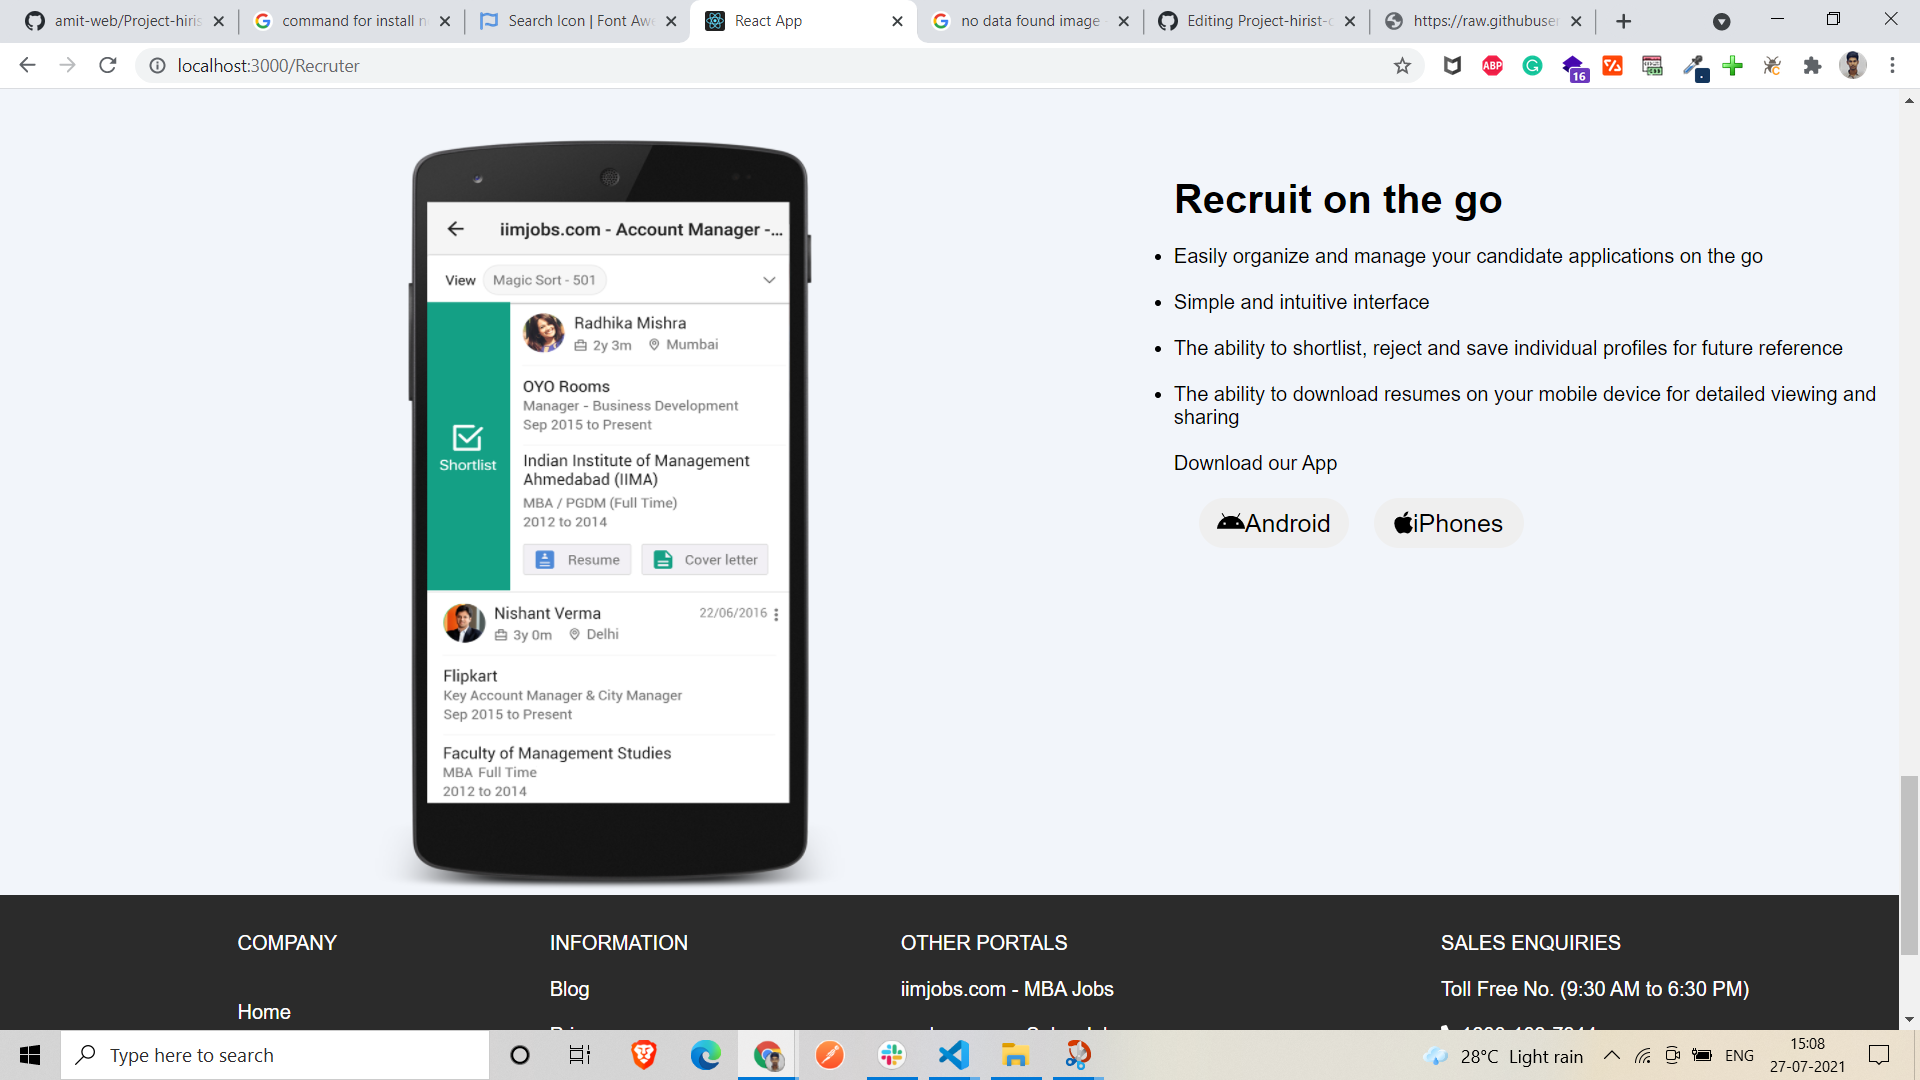 amit-web/Project-hiris
command for install n
Search Icon | Font Awe
React App
no data found image
Editing Project-hirist-c
https://raw.githubuser
localhost:3000/Recruter
ABP
16
iimjobs.com - Account Manager -...
View
Magic Sort - 501
Shortlist
Radhika Mishra
2y 3m
Mumbai
OYO Rooms
Manager - Business Development
Sep 2015 to Present
Indian Institute of Management
Ahmedabad (IIMA)
MBA / PGDM (Full Time)
2012 to 2014
Resume
Cover letter
Nishant Verma
22/06/2016
3y 0m
Delhi
Flipkart
Key Account Manager & City Manager
Sep 2015 to Present
Faculty of Management Studies
MBA Full Time
2012 to 2014
Recruit on the go
• Easily organize and manage your candidate applications on the go
• Simple and intuitive interface
• The ability to shortlist, reject and save individual profiles for future reference
• The ability to download resumes on your mobile device for detailed viewing and
sharing
Download our App
Android
iPhones
COMPANY
Home
INFORMATION
Blog
OTHER PORTALS
iimjobs.com - MBA Jobs
SALES ENQUIRIES
Toll Free No. (9:30 AM to 6:30 PM)
Type here to search
28°C Light rain
ENG
15:08
27-07-2021